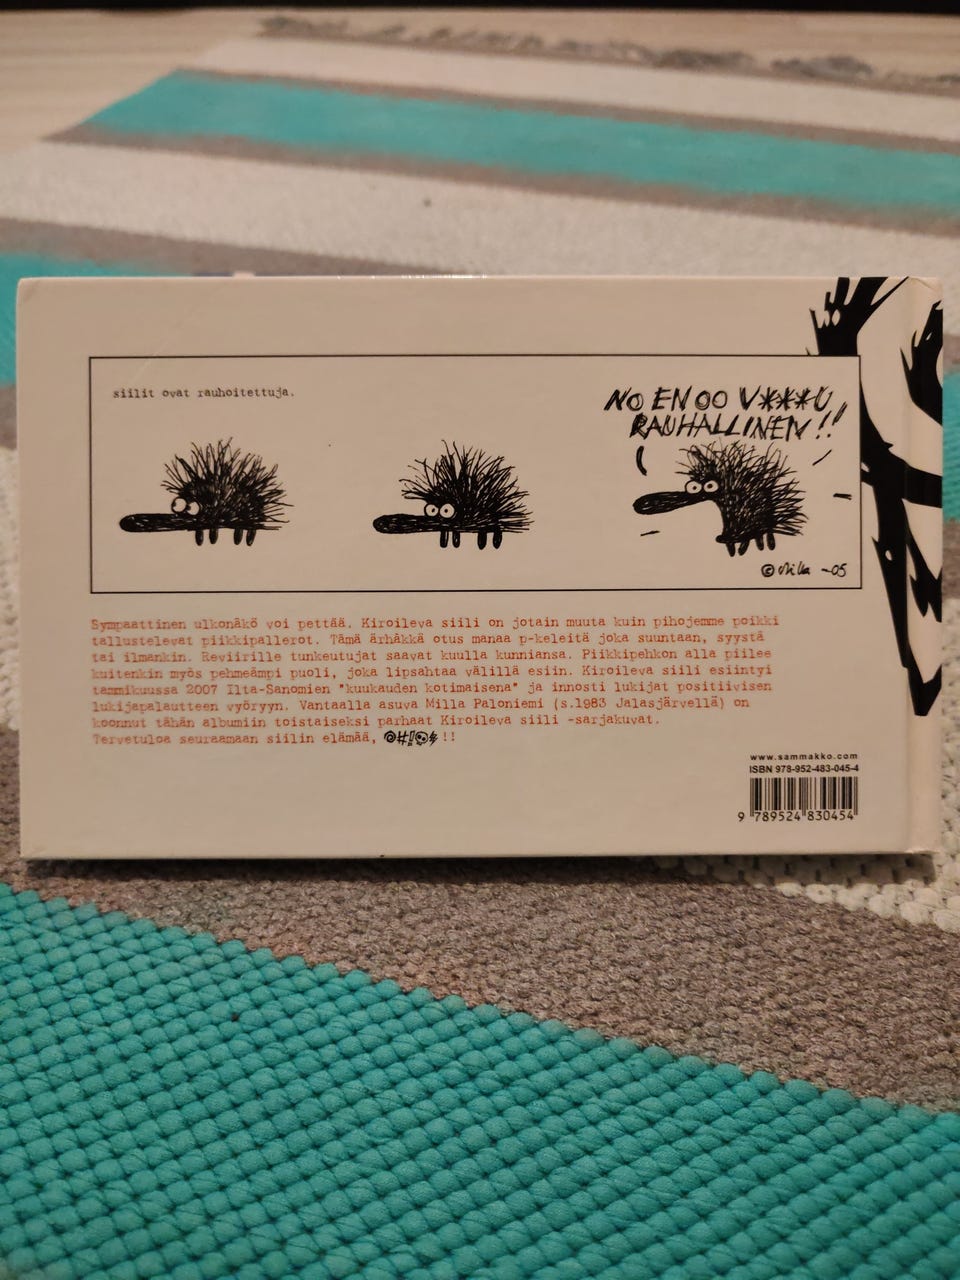 siilit ovat rauhoitettuja.
NO EN OO V***U
RAUHALLINEN!!
© Milla -05
Sympaattinen ulkonäkö voi pettää. Kiroileva siili on jotain muuta kuin pihojemme poikki
tallustelevat piikkipallerot. Tämä ärhäkkä otus manaa p-keleitä joka suuntaan, syystä
tai ilmankin. Reviirille tunkeutujat saavat kuulla kunniansa. Piikkipehkon alla piilee
kuitenkin myös pehmeämpi puoli, joka lipsahtaa välillä esiin. Kiroileva siili esiintyi
tammikuussa 2007 Ilta-Sanomien "kuukauden kotimaisena" ja innosti lukijat positiivisen
lukijapalautteen vyöryyn. Vantaalla asuva Milla Paloniemi (s.1983 Jalasjärvellä) on
koonnut tähän albumiin toistaiseksi parhaat Kiroileva siili -sarjakuvat.
Tervetuloa seuraamaan siilin elämää, @#!@$!!
www.sammakko.com
ISBN 978-952-483-045-4
9 789524 830454